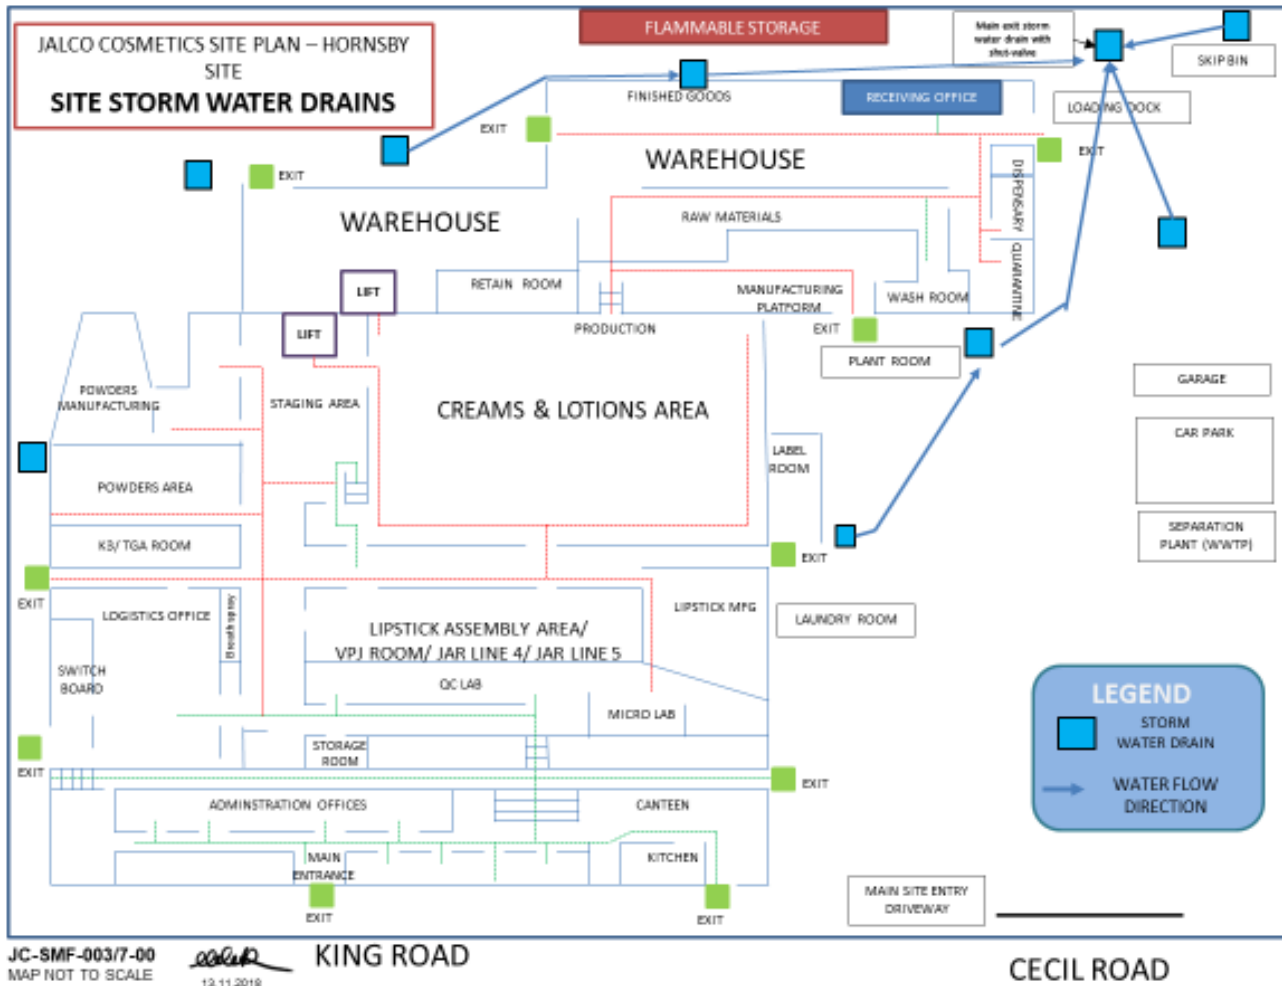 JALCO COSMETICS SITE PLAN – HORNSBY
SITE
SITE STORM WATER DRAINS
FLAMMABLE STORAGE
Main exit storm
water drain with
shut-valve
SKIP BIN
FINISHED GOODS
RECEIVING OFFICE
LOADING DOCK
EXIT
EXIT
EXIT
WAREHOUSE
WAREHOUSE
DISPENSARY
RAW MATERIALS
QUARANTINE
LIFT
RETAIN ROOM
MANUFACTURING
PLATFORM
WASH ROOM
LIFT
PRODUCTION
EXIT
PLANT ROOM
POWDERS
MANUFACTURING
STAGING AREA
CREAMS & LOTIONS AREA
GARAGE
CAR PARK
LABEL
ROOM
POWDERS AREA
SEPARATION
PLANT (WWTP)
K3/ TGA ROOM
EXIT
EXIT
LOGISTICS OFFICE
Breath spray
LIPSTICK MFG
LAUNDRY ROOM
LIPSTICK ASSEMBLY AREA/
VPJ ROOM/ JAR LINE 4/ JAR LINE 5
SWITCH
BOARD
QC LAB
MICRO LAB
LEGEND
STORM
WATER DRAIN
STORAGE
ROOM
EXIT
EXIT
WATER FLOW
DIRECTION
ADMINSTRATION OFFICES
CANTEEN
MAIN
ENTRANCE
KITCHEN
EXIT
EXIT
MAIN SITE ENTRY
DRIVEWAY
JC-SMF-003/7-00
MAP NOT TO SCALE
13.11.2018
KING ROAD
CECIL ROAD